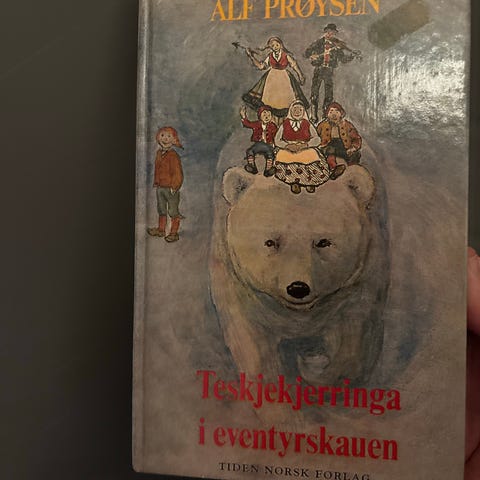 ALF PRØYSEN
Teskjekjerringa
i eventyrskauen
TIDEN NORSK FORLAG